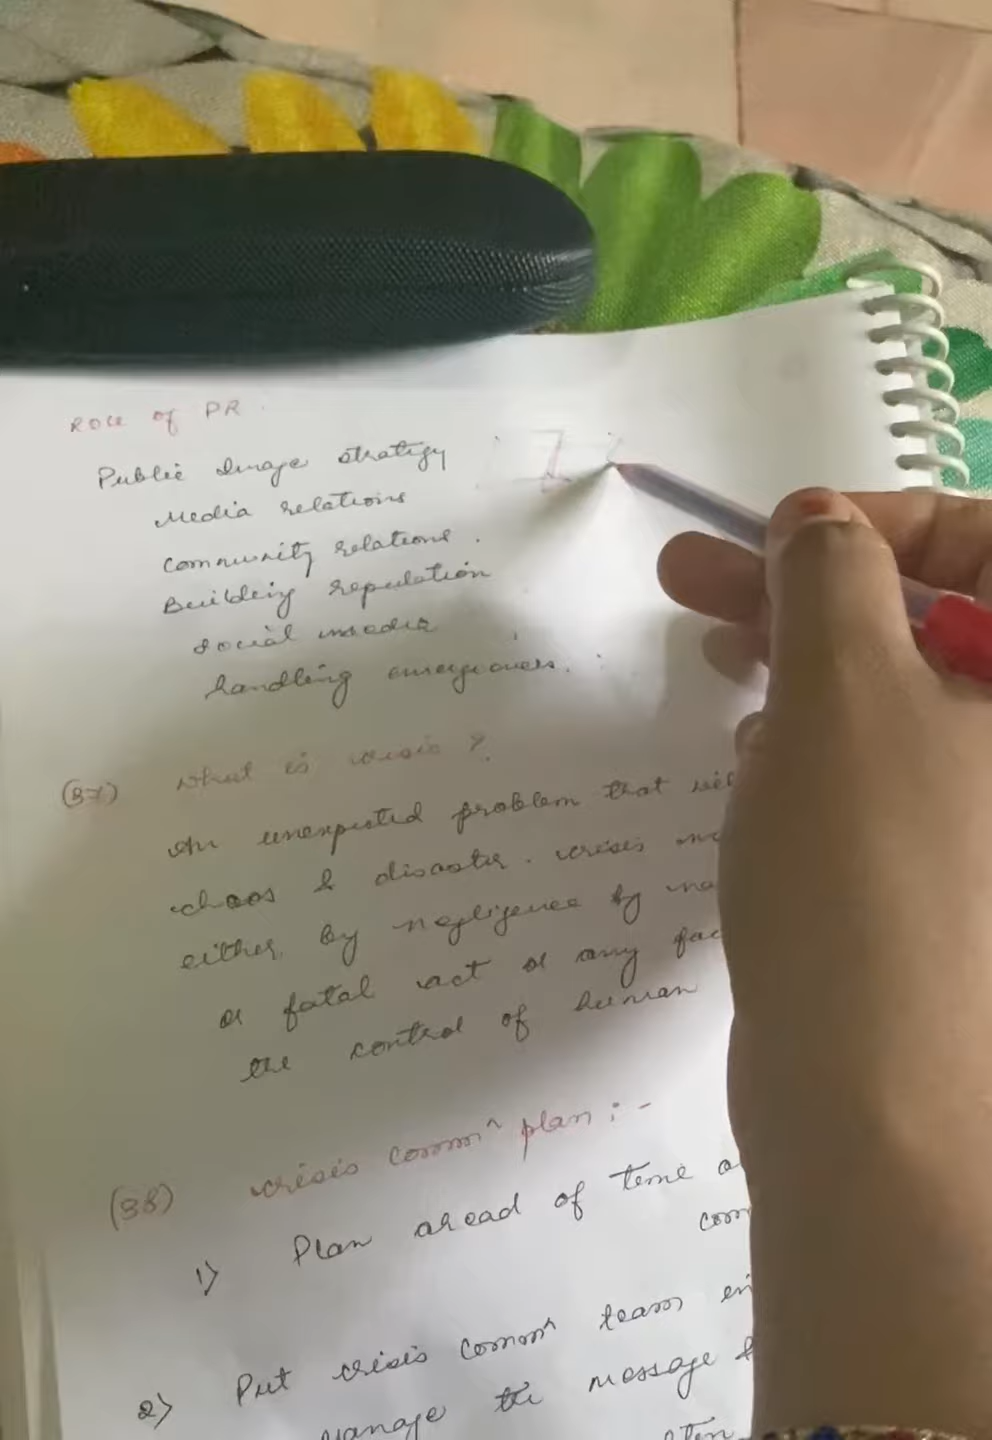 ROLE of PR
Public Image strategy
Media relations
Community relations.
Building reputation
social media
handling
(37) What is crisis?
An unexpected problem that
chaos & disaster. crisis
either by negligence by
or fatal act or any
the control of human
(38) crisis commn plan :-
1) Plan ahead of time
2) Put crisis commn team
manage the message &